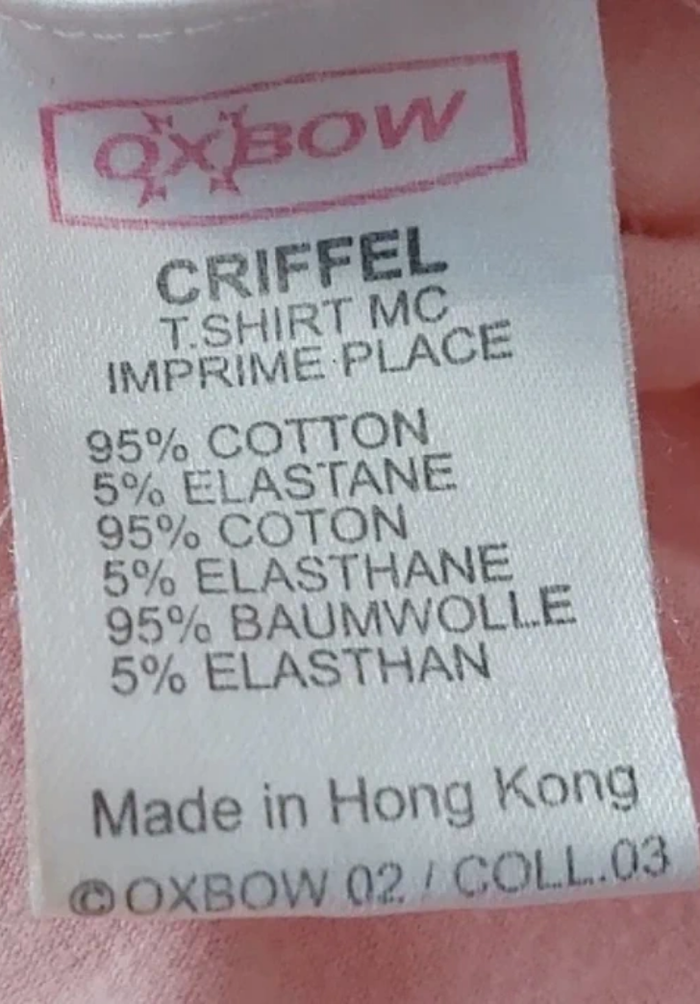 OXBOW
CRIFFEL
T.SHIRT MC
IMPRIME PLACE
95% COTTON
5% ELASTANE
95% COTON
5% ELASTHANE
95% BAUMWOLLE
5% ELASTHAN
Made in Hong Kong
©OXBOW 02 / COLL.03